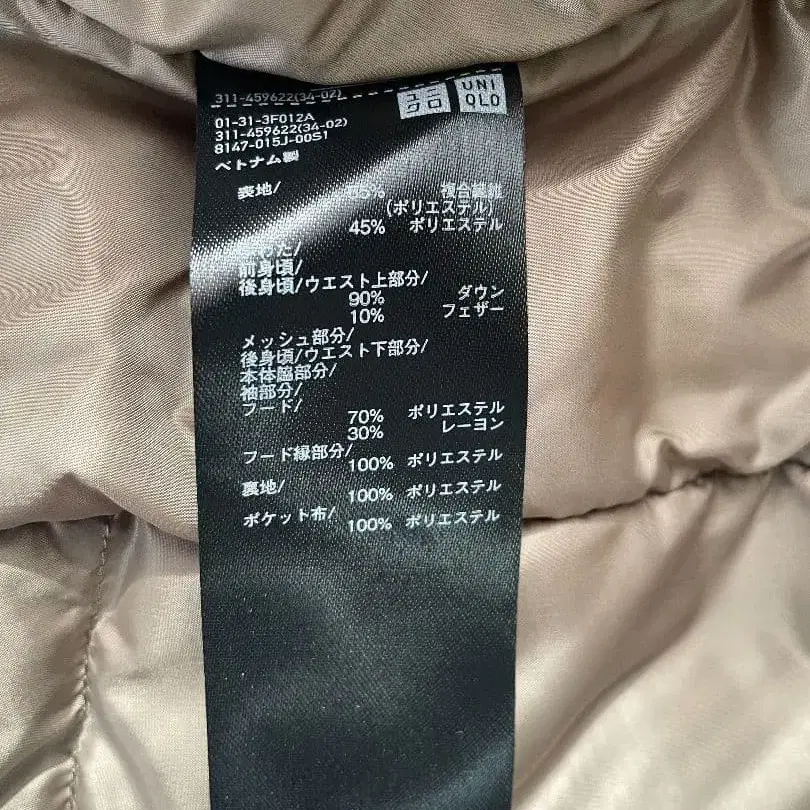 311-459622(34-02)
ユニ
クロ
UNI
QLO
01-31-3F012A
311-459622(34-02)
8147-015J-00S1
ベトナム製
表地/
(ポリエステル)
45% ポリエステル
前身頃/
後身頃/ウエスト上部分/
90% ダウン
10% フェザー
メッシュ部分/
後身頃/ウエスト下部分/
本体脇部分/
袖部分/
フード/
70% ポリエステル
30% レーヨン
フード縁部分/
100% ポリエステル
裏地/
100% ポリエステル
ポケット布/
100% ポリエステル